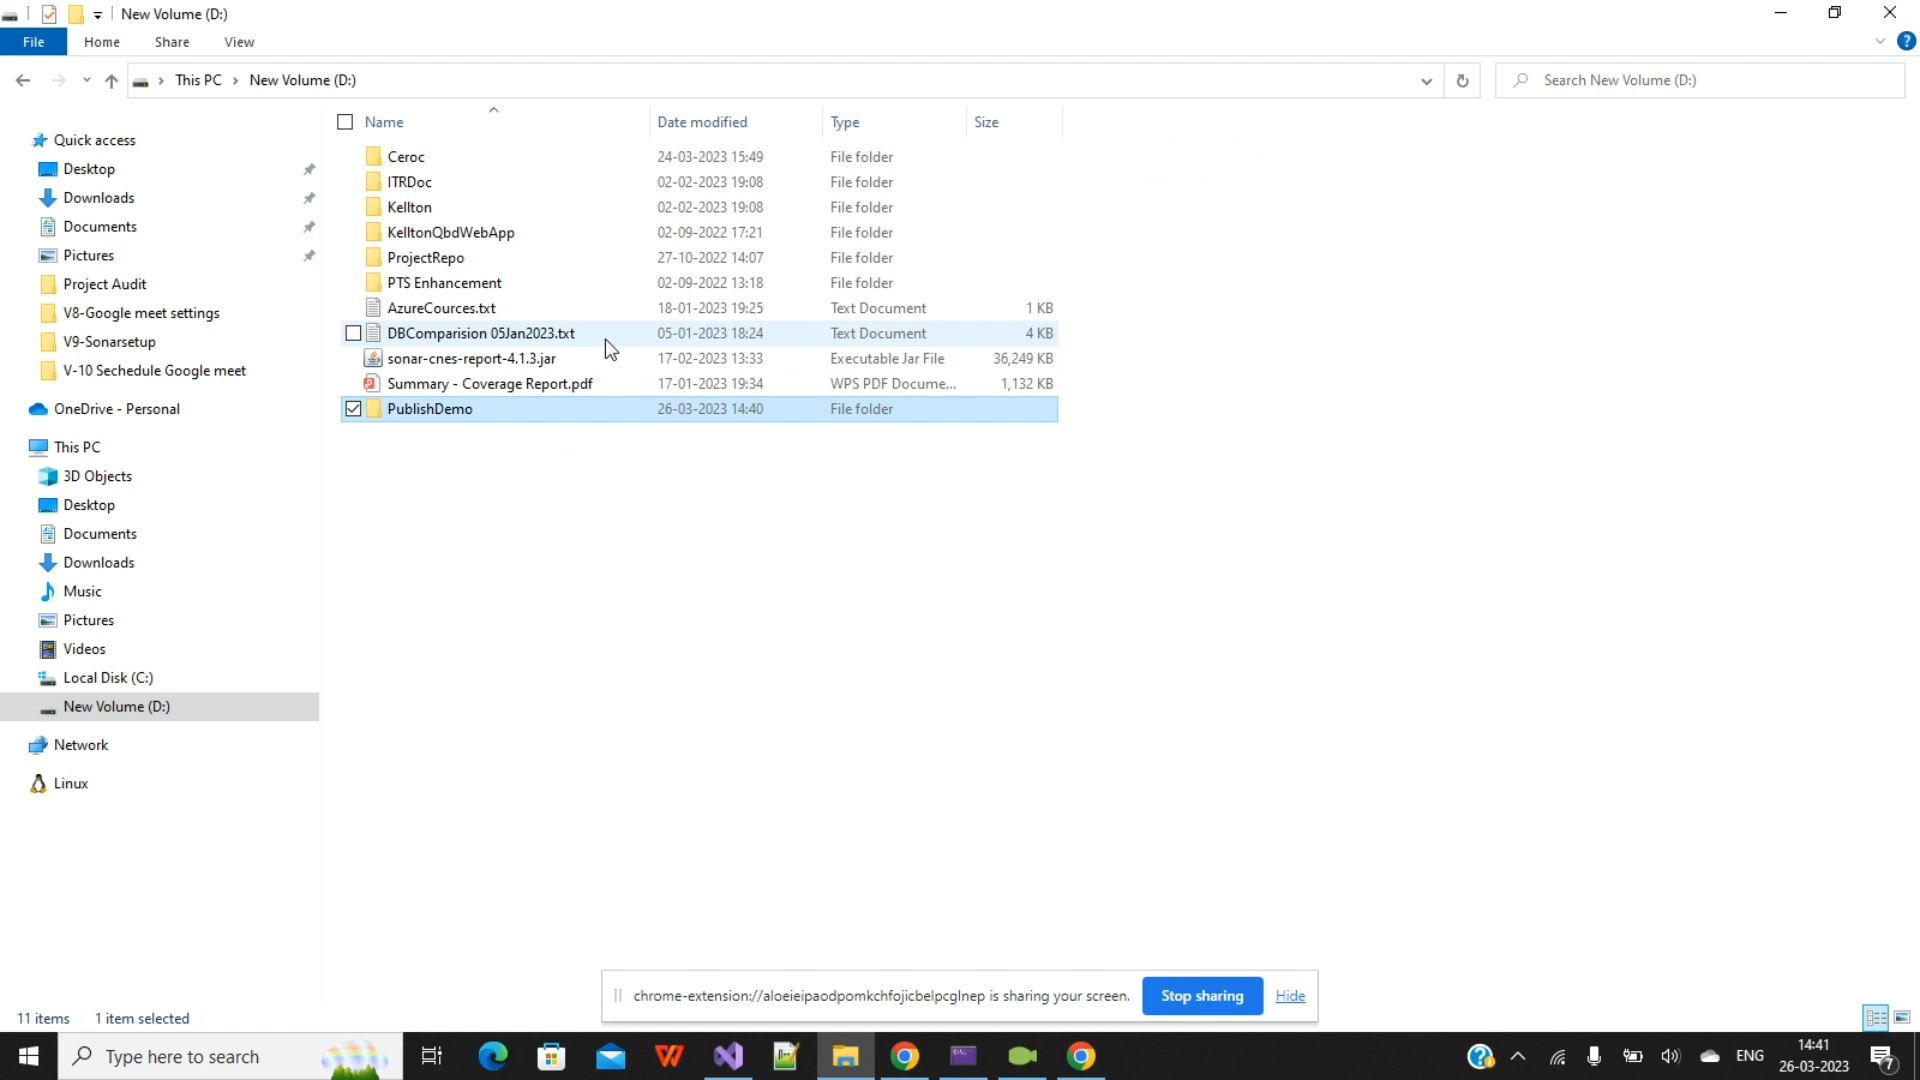 New Volume (D:)
File Home Share View
This PC New Volume (D:) Search New Volume (D:)
Name Date modified Type Size
Quick access
Desktop
Downloads
Documents
Pictures
Project Audit
V8-Google meet settings
V9-Sonarsetup
V-10 Sechedule Google meet
OneDrive - Personal
This PC
3D Objects
Desktop
Documents
Downloads
Music
Pictures
Videos
Local Disk (C:)
New Volume (D:)
Network
Linux
Ceroc 24-03-2023 15:49 File folder
ITRDoc 02-02-2023 19:08 File folder
Kellton 02-02-2023 19:08 File folder
KelltonQbdWebApp 02-09-2022 17:21 File folder
ProjectRepo 27-10-2022 14:07 File folder
PTS Enhancement 02-09-2022 13:18 File folder
AzureCources.txt 18-01-2023 19:25 Text Document 1 KB
DBComparision 05Jan2023.txt 05-01-2023 18:24 Text Document 4 KB
sonar-cnes-report-4.1.3.jar 17-02-2023 13:33 Executable Jar File 36,249 KB
Summary - Coverage Report.pdf 17-01-2023 19:34 WPS PDF Docume... 1,132 KB
PublishDemo 26-03-2023 14:40 File folder
chrome-extension://aloeieipaodpomkchfojicbelpcglnep is sharing your screen. Stop sharing Hide
11 items 1 item selected
Type here to search
ENG
14:41
26-03-2023
7